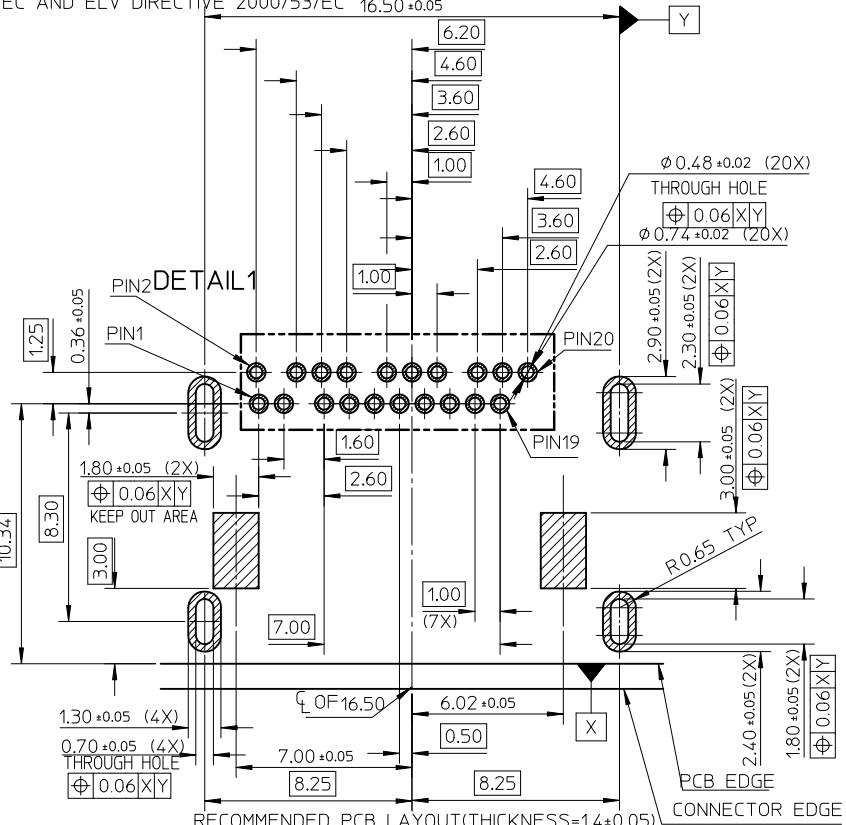 EC AND ELV DIRECTIVE 2000/53/EC 16.50 ±0.05
Y
6.20
4.60
3.60
2.60
1.00
⌀0.48 ±0.02 (20X)
THROUGH HOLE
⌖ 0.06 X Y
⌀0.74 ±0.02 (20X)
4.60
3.60
2.60
1.00
PIN2 DETAIL1
PIN1
PIN20
PIN19
1.25
0.36 ±0.05
2.90 ±0.05 (2X)
2.30 ±0.05 (2X)
⌖ 0.06 X Y
3.00 ±0.05 (2X)
⌖ 0.06 X Y
1.60
1.80 ±0.05 (2X)
⌖ 0.06 X Y
KEEP OUT AREA
2.60
10.34
8.30
3.00
R0.65 TYP
1.00
(7X)
7.00
℄ OF 16.50
6.02 ±0.05
X
2.40 ±0.05 (2X)
1.80 ±0.05 (2X)
⌖ 0.06 X Y
1.30 ±0.05 (4X)
0.70 ±0.05 (4X)
THROUGH HOLE
⌖ 0.06 X Y
7.00 ±0.05
0.50
8.25
8.25
PCB EDGE
CONNECTOR EDGE
RECOMMENDED PCB LAYOUT(THICKNESS=1.4±0.05)